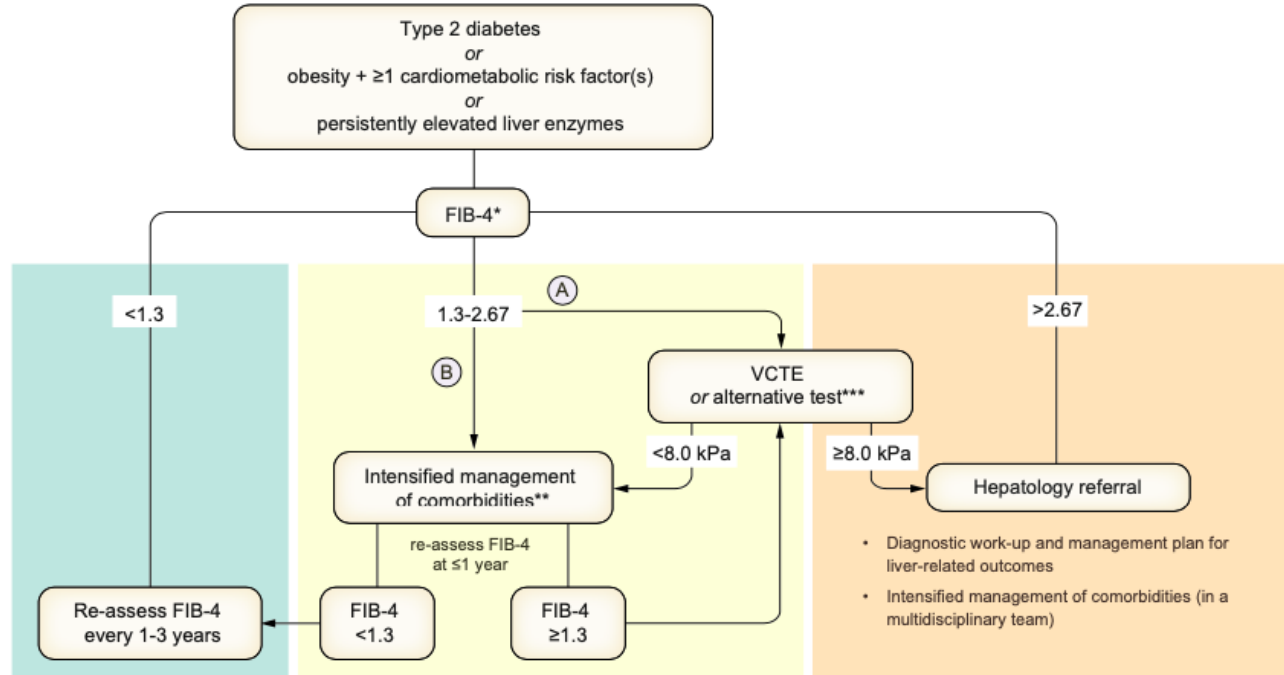 Type 2 diabetes
or
obesity + ≥1 cardiometabolic risk factor(s)
or
persistently elevated liver enzymes
FIB-4*
<1.3
1.3-2.67
A
>2.67
B
VCTE
or alternative test***
<8.0 kPa
≥8.0 kPa
Intensified management
of comorbidities**
Hepatology referral
re-assess FIB-4
at ≤1 year
• Diagnostic work-up and management plan for
liver-related outcomes
• Intensified management of comorbidities (in a
multidisciplinary team)
Re-assess FIB-4
every 1-3 years
FIB-4
<1.3
FIB-4
≥1.3